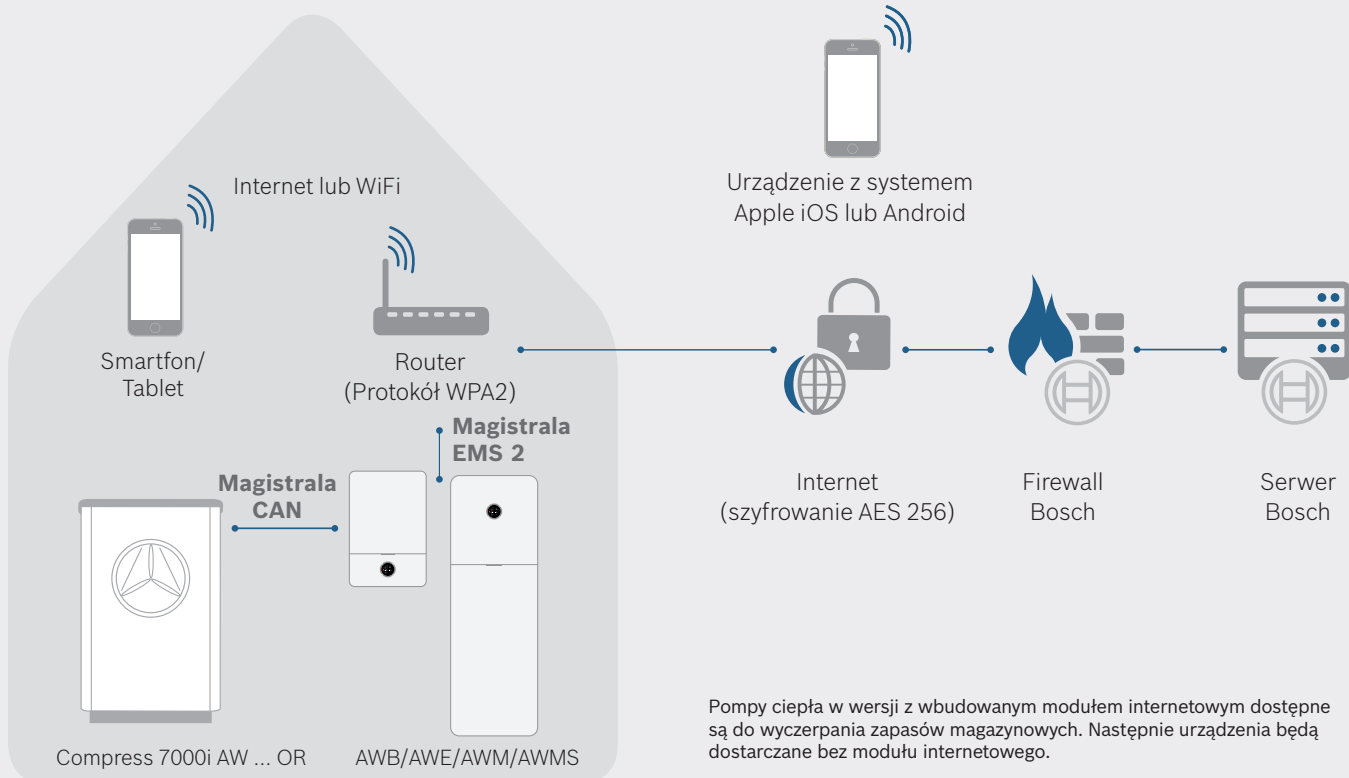 Internet lub WiFi
Smartfon/
Tablet
Router
(Protokół WPA2)
Magistrala
EMS 2
Magistrala
CAN
Compress 7000i AW ... OR
AWB/AWE/AWM/AWMS
Urządzenie z systemem
Apple iOS lub Android
Internet
(szyfrowanie AES 256)
Firewall
Bosch
Serwer
Bosch
Pompy ciepła w wersji z wbudowanym modułem internetowym dostępne
są do wyczerpania zapasów magazynowych. Następnie urządzenia będą
dostarczane bez modułu internetowego.